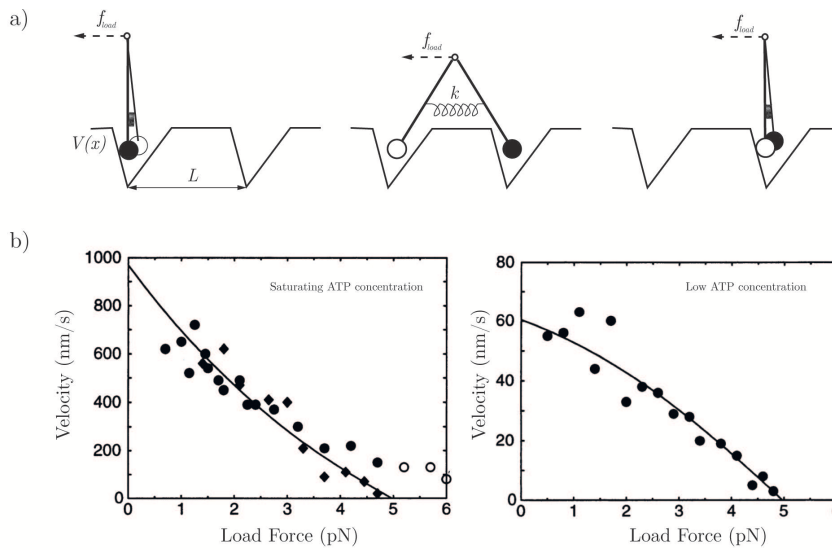 a)
f_load
f_load
f_load
k
V(x)
L
b)
1000
800
600
400
200
0
Velocity (nm/s)
Saturating ATP concentration
0 1 2 3 4 5 6
Load Force (pN)
80
60
40
20
0
Velocity (nm/s)
Low ATP concentration
0 1 2 3 4 5 6
Load Force (pN)